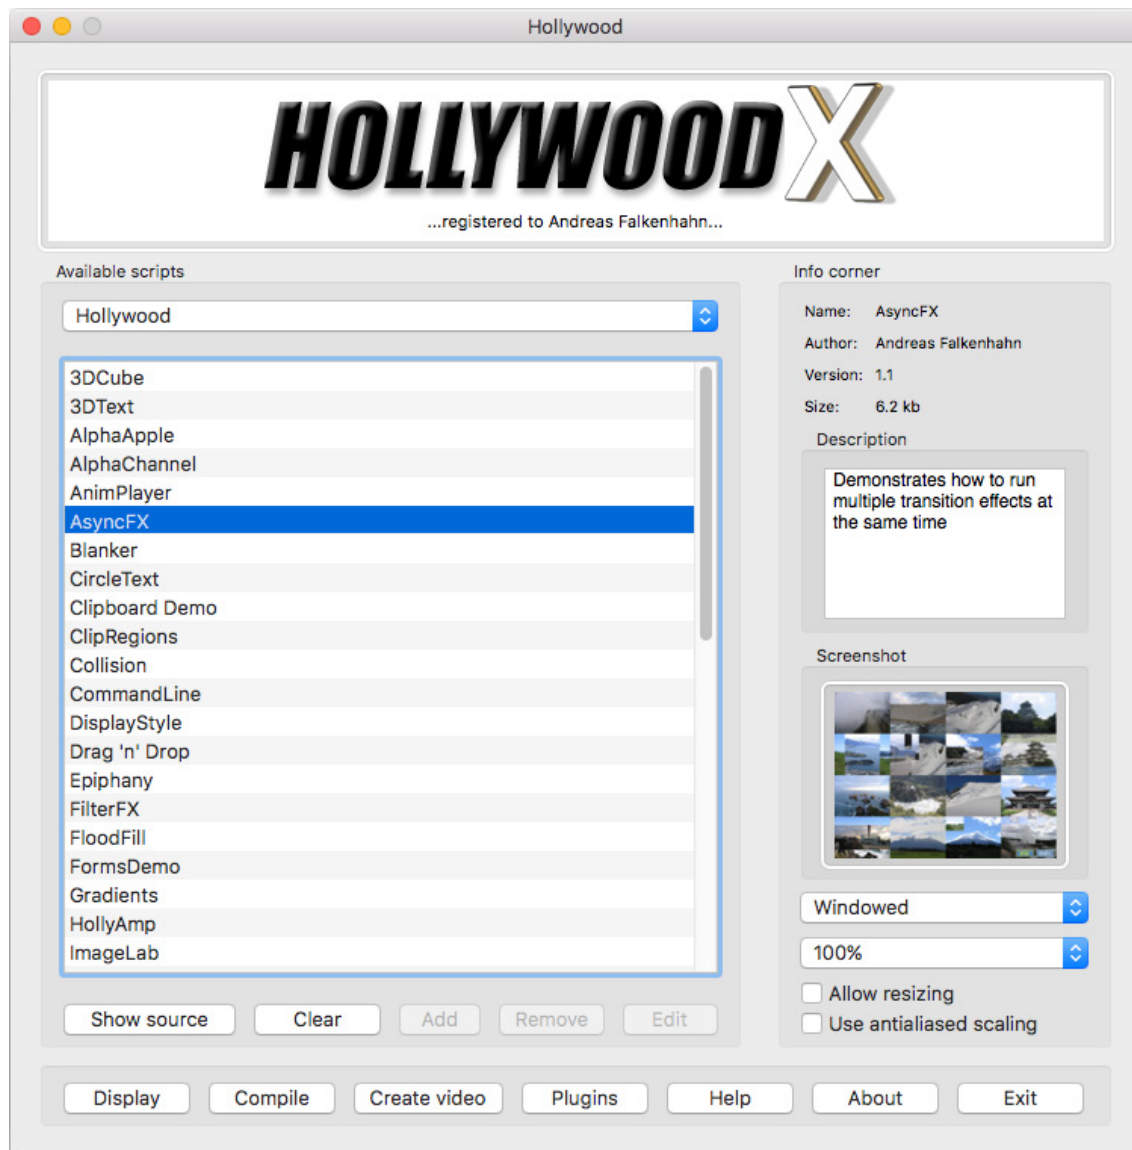 Hollywood
HOLLYWOOD X
...registered to Andreas Falkenhahn...
Available scripts
Hollywood
3DCube
3DText
AlphaApple
AlphaChannel
AnimPlayer
AsyncFX
Blanker
CircleText
Clipboard Demo
ClipRegions
Collision
CommandLine
DisplayStyle
Drag 'n' Drop
Epiphany
FilterFX
FloodFill
FormsDemo
Gradients
HollyAmp
ImageLab
Show source Clear Add Remove Edit
Info corner
Name: AsyncFX
Author: Andreas Falkenhahn
Version: 1.1
Size: 6.2 kb
Description
Demonstrates how to run
multiple transition effects at
the same time
Screenshot
Windowed
100%
Allow resizing
Use antialiased scaling
Display Compile Create video Plugins Help About Exit